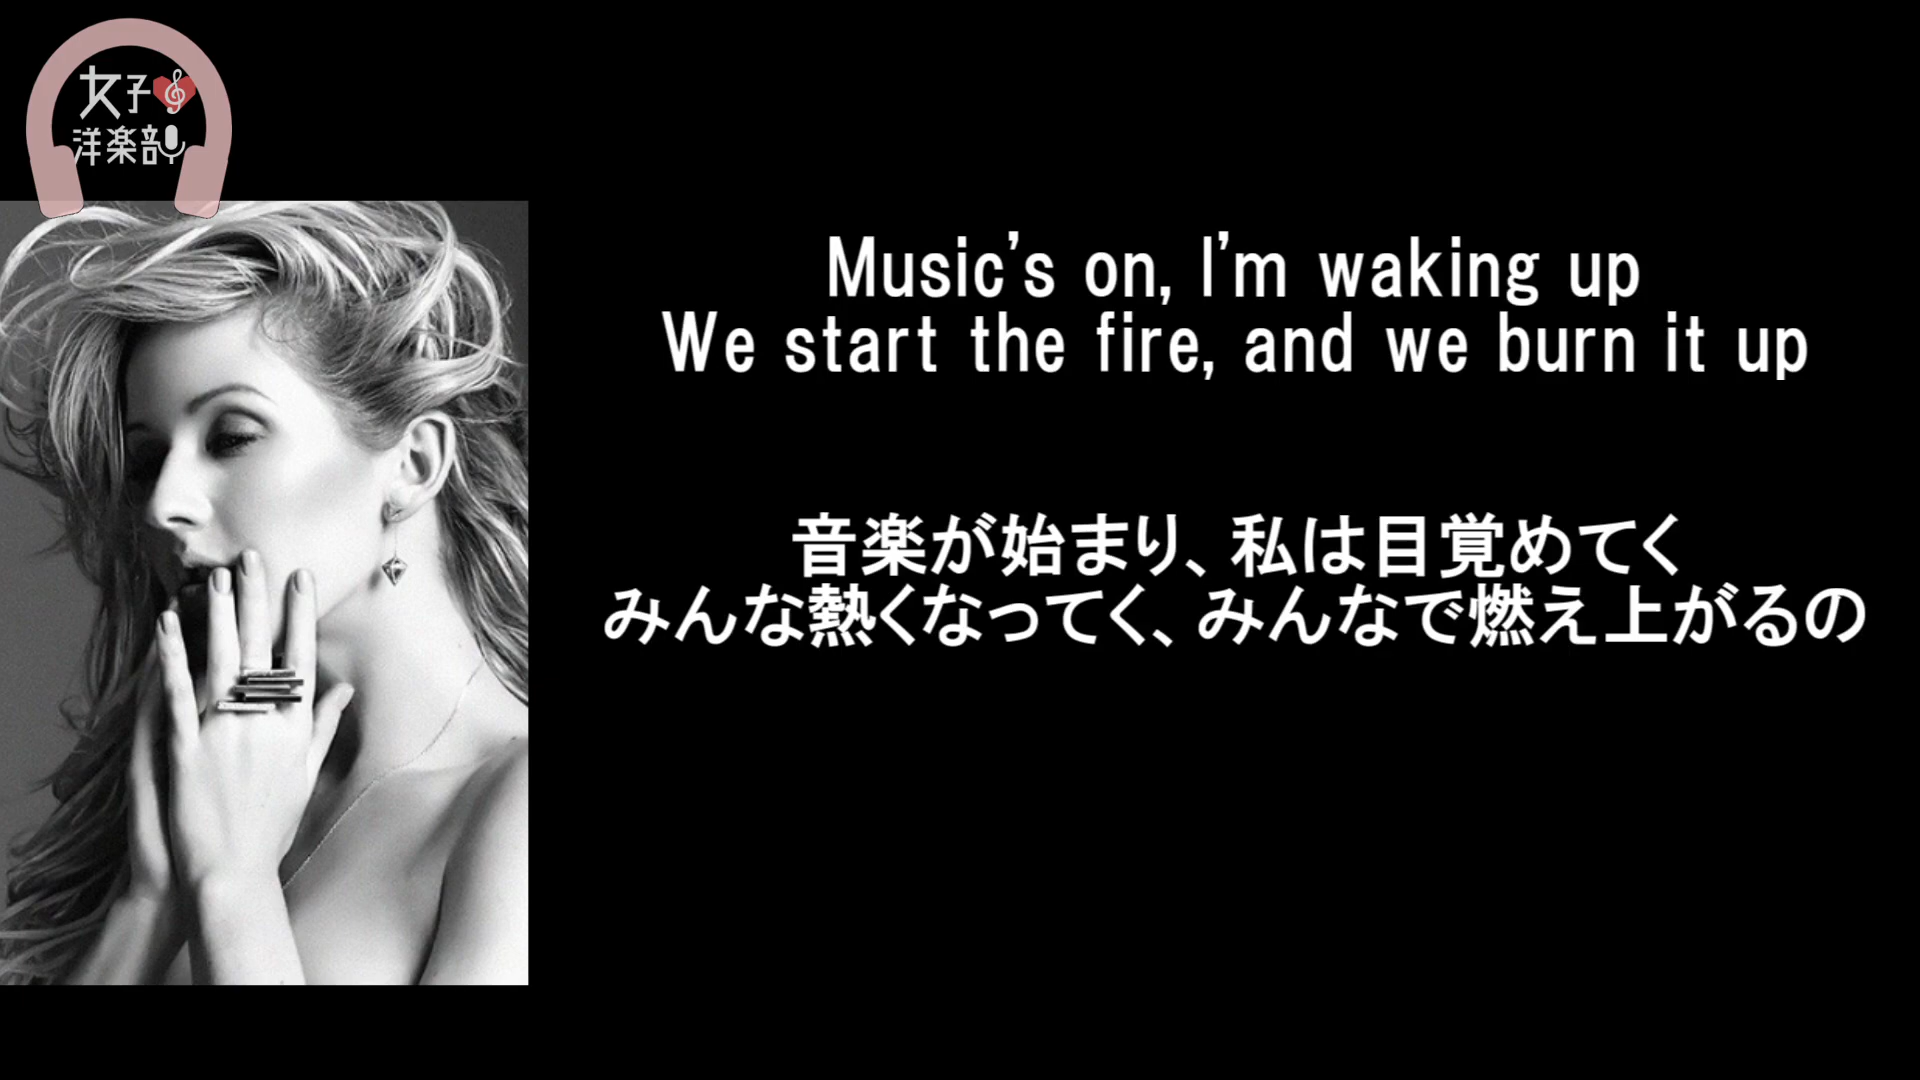 女子
洋楽部
Music's on, I'm waking up
We start the fire, and we burn it up
音楽が始まり、私は目覚めてく
みんな熱くなってく、みんなで燃え上がるの